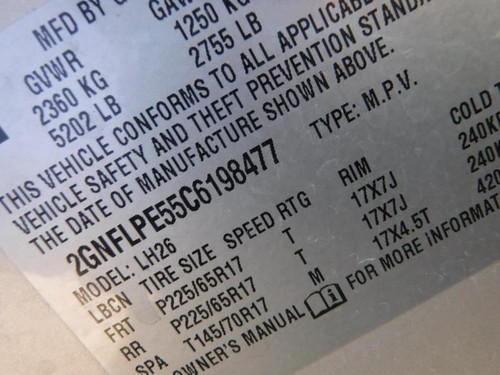 MFD BY
GVWR GAW
2360 KG 1250 KG
5202 LB 2755 LB
THIS VEHICLE CONFORMS TO ALL APPLICABLE
VEHICLE SAFETY AND THEFT PREVENTION STANDA
THE DATE OF MANUFACTURE SHOWN ABOVE.
2GNFLPE55C6198477 TYPE: M.P.V.
MODEL: LH26
LBCN TIRE SIZE SPEED RTG RIM COLD T
FRT P225/65R17 T 17X7J 240KP
RR P225/65R17 T 17X7J 240K
SPA T145/70R17 M 17X4.5T 420
OWNER'S MANUAL i FOR MORE INFORMAT